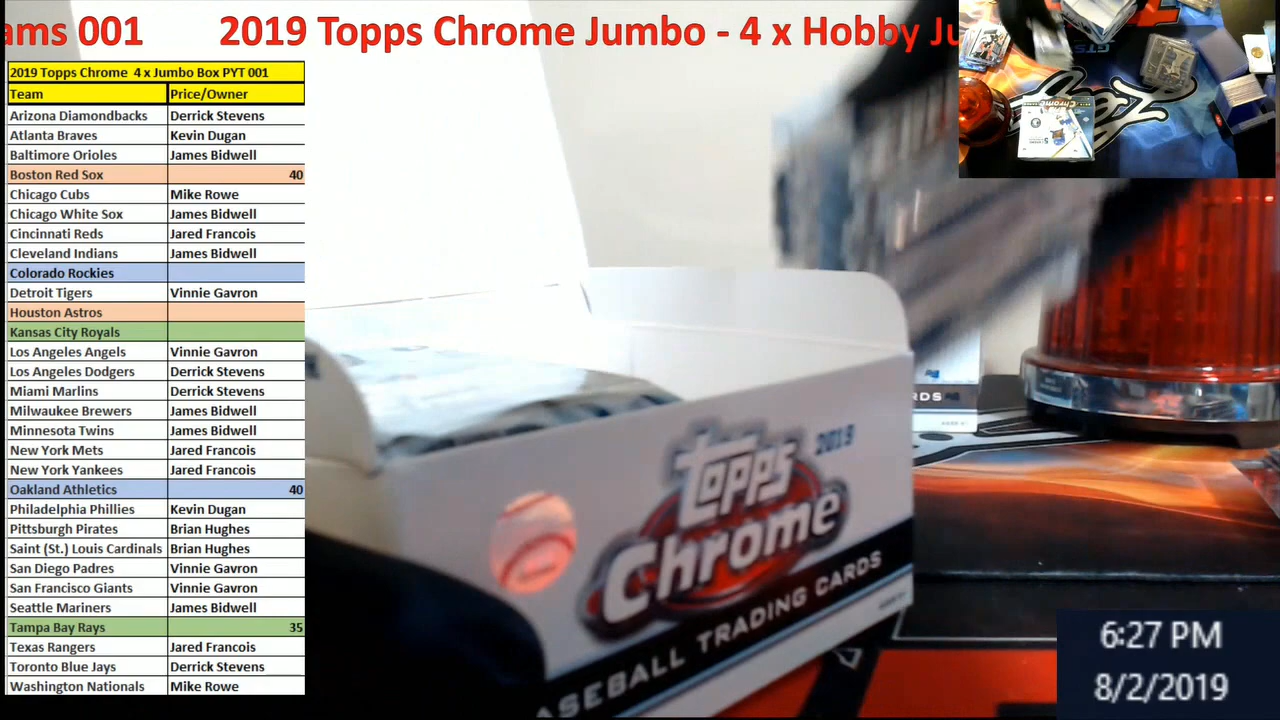 ams 001 2019 Topps Chrome Jumbo - 4 x Hobby Ju
2019 Topps Chrome 4 x Jumbo Box PYT 001
Team Price/Owner
Arizona Diamondbacks Derrick Stevens
Atlanta Braves Kevin Dugan
Baltimore Orioles James Bidwell
Boston Red Sox 40
Chicago Cubs Mike Rowe
Chicago White Sox James Bidwell
Cincinnati Reds Jared Francois
Cleveland Indians James Bidwell
Colorado Rockies
Detroit Tigers Vinnie Gavron
Houston Astros
Kansas City Royals
Los Angeles Angels Vinnie Gavron
Los Angeles Dodgers Derrick Stevens
Miami Marlins Derrick Stevens
Milwaukee Brewers James Bidwell
Minnesota Twins James Bidwell
New York Mets Jared Francois
New York Yankees Jared Francois
Oakland Athletics 40
Philadelphia Phillies Kevin Dugan
Pittsburgh Pirates Brian Hughes
Saint (St.) Louis Cardinals Brian Hughes
San Diego Padres Vinnie Gavron
San Francisco Giants Vinnie Gavron
Seattle Mariners James Bidwell
Tampa Bay Rays 35
Texas Rangers Jared Francois
Toronto Blue Jays Derrick Stevens
Washington Nationals Mike Rowe
Topps 2019
Chrome
ASEBALL TRADING CARDS
RDS
Chrome
6:27 PM
8/2/2019